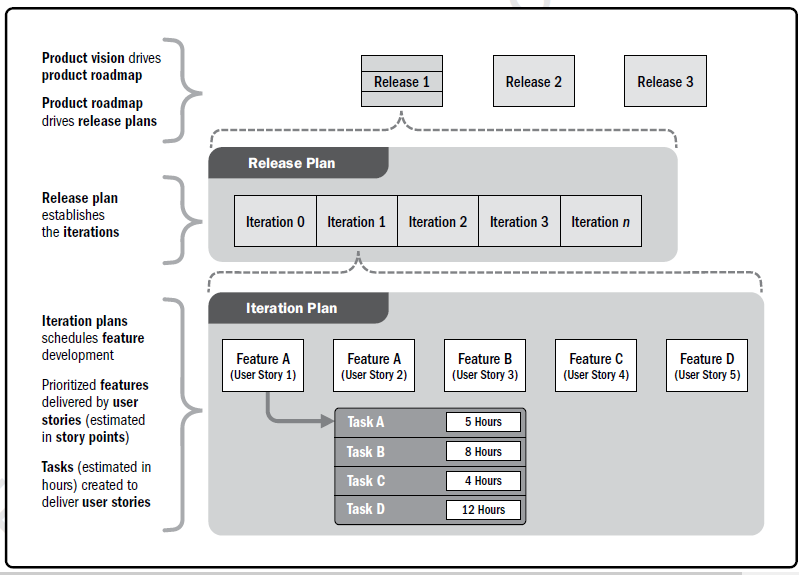 Product vision drives
product roadmap
Product roadmap
drives release plans
Release 1
Release 2
Release 3
Release Plan
Release plan
establishes
the iterations
Iteration 0
Iteration 1
Iteration 2
Iteration 3
Iteration n
Iteration Plan
Iteration plans
schedules feature
development
Prioritized features
delivered by user
stories (estimated
in story points)
Tasks (estimated in
hours) created to
deliver user stories
Feature A
(User Story 1)
Feature A
(User Story 2)
Feature B
(User Story 3)
Feature C
(User Story 4)
Feature D
(User Story 5)
Task A
5 Hours
Task B
8 Hours
Task C
4 Hours
Task D
12 Hours